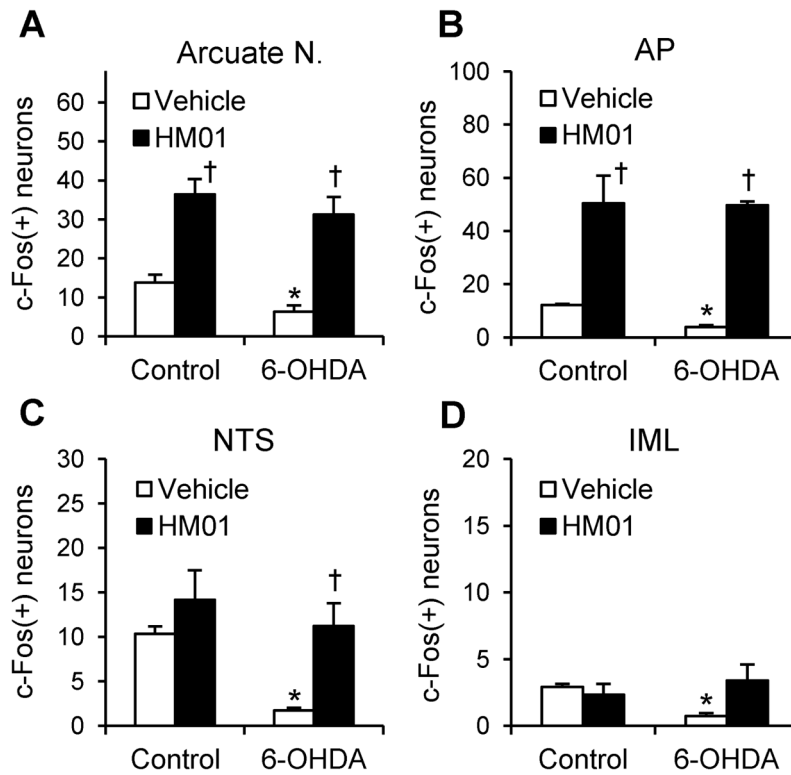 A
Arcuate N.
c-Fos(+) neurons
60
50
40
30
20
10
0
Vehicle
HM01
†
†
*
Control
6-OHDA
B
AP
c-Fos(+) neurons
100
80
60
40
20
0
Vehicle
HM01
†
†
*
Control
6-OHDA
C
NTS
c-Fos(+) neurons
30
25
20
15
10
5
0
Vehicle
HM01
†
*
Control
6-OHDA
D
IML
c-Fos(+) neurons
20
15
10
5
0
Vehicle
HM01
*
Control
6-OHDA